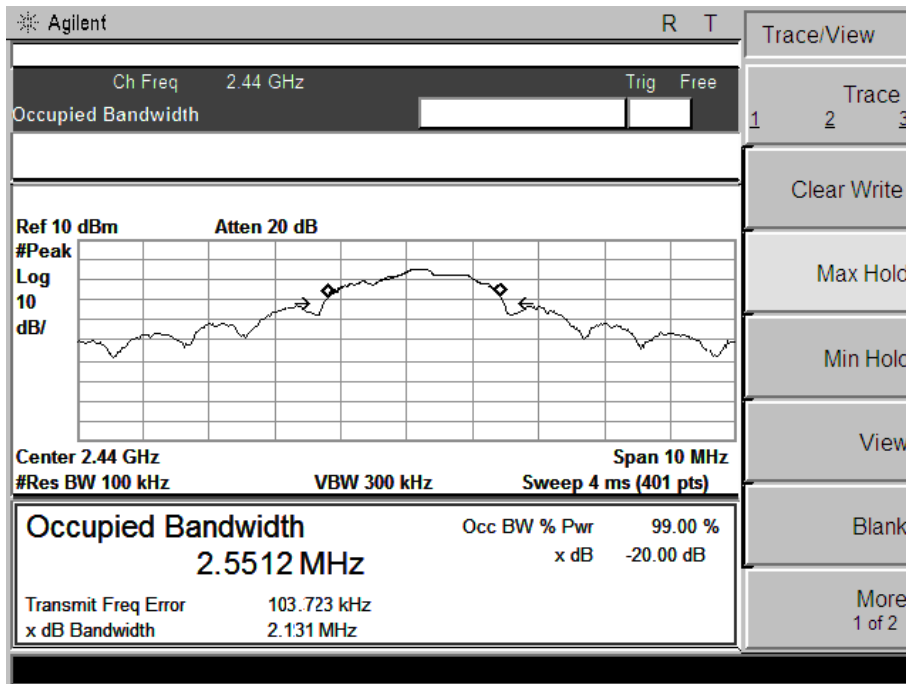 Agilent R T
Trace/View
Ch Freq 2.44 GHz Trig Free
Occupied Bandwidth
Trace
1 2 3
Clear Write
Ref 10 dBm Atten 20 dB
#Peak
Log
10
dB/
Max Hold
Min Hold
View
Center 2.44 GHz Span 10 MHz
#Res BW 100 kHz VBW 300 kHz Sweep 4 ms (401 pts)
Occupied Bandwidth Occ BW % Pwr 99.00 %
2.5512 MHz x dB -20.00 dB
Transmit Freq Error 103.723 kHz
x dB Bandwidth 2.131 MHz
Blank
More
1 of 2